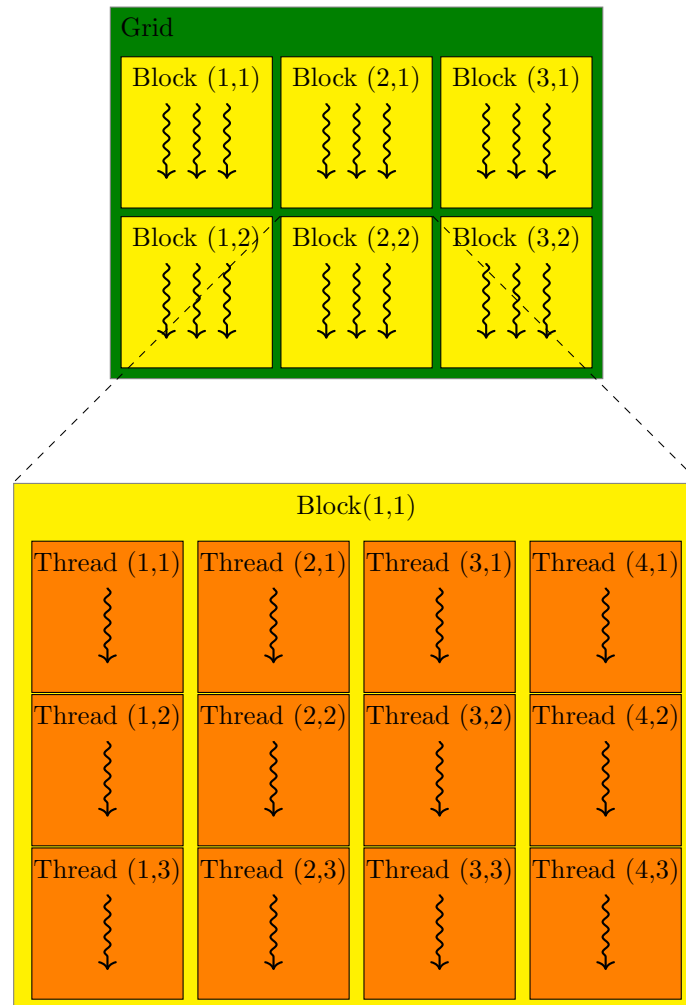 Grid
Block (1,1) Block (2,1) Block (3,1)
Block (1,2) Block (2,2) Block (3,2)
Block(1,1)
Thread (1,1) Thread (2,1) Thread (3,1) Thread (4,1)
Thread (1,2) Thread (2,2) Thread (3,2) Thread (4,2)
Thread (1,3) Thread (2,3) Thread (3,3) Thread (4,3)